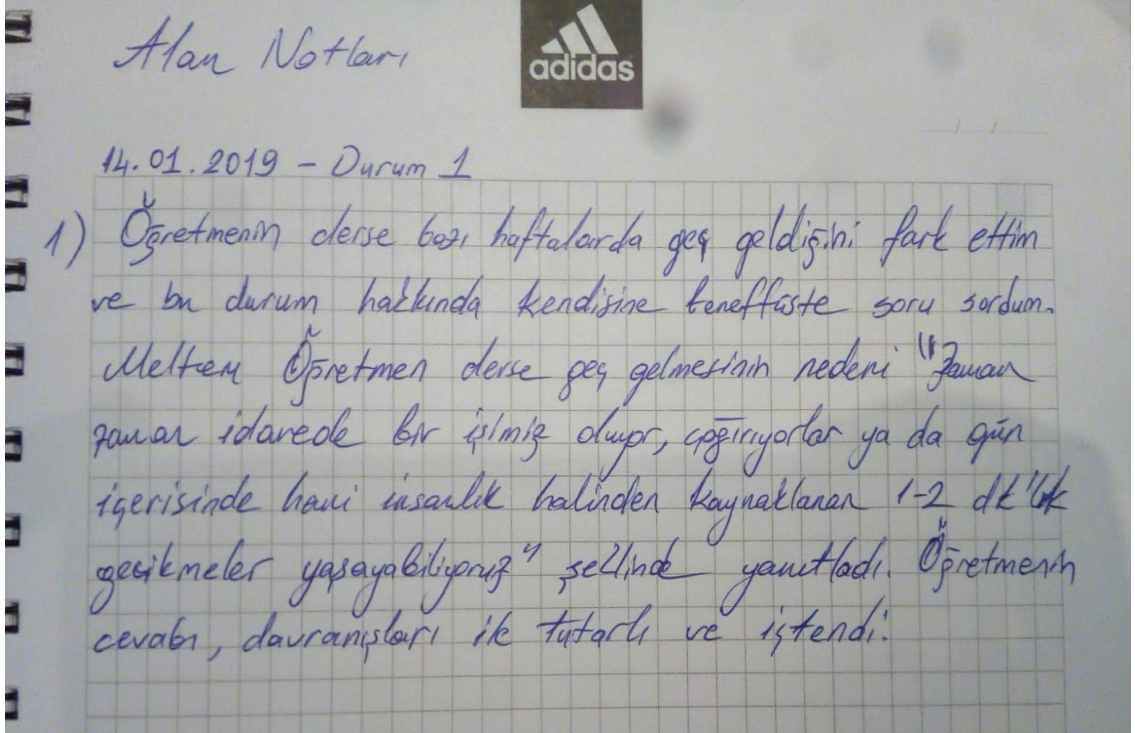 Alan Notları
adidas
14.01.2019 - Durum 1
1) Öğretmenin derse bazı haftalarda geç geldiğini fark ettim
ve bu durum hakkında kendisine teneffüste soru sordum.
Meltem Öğretmen derse geç gelmesinin nedeni "Zaman
zaman idarede bir işimiz oluyor, çağırıyorlar ya da gün
içerisinde hani insanlık halinden kaynaklanan 1-2 dk'lık
gecikmeler yaşayabiliyoruz" şeklinde yanıtladı. Öğretmenin
cevabı, davranışları ile tutarlı ve içtendi.